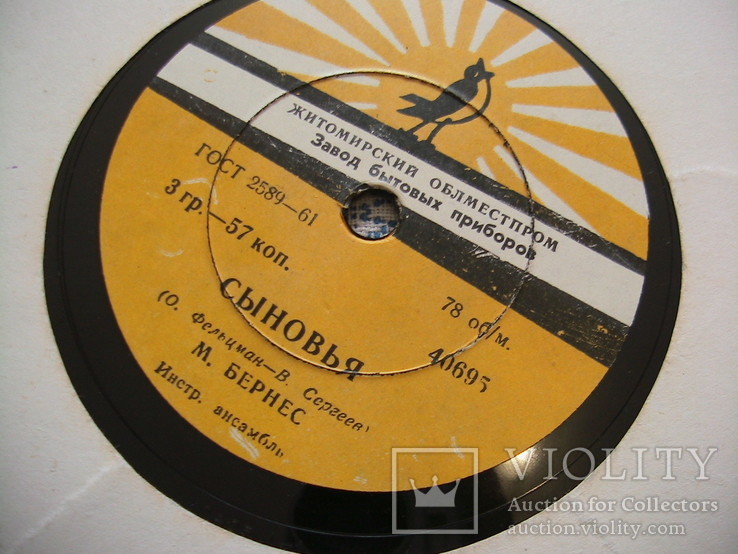 ЖИТОМИРСКИЙ ОБЛМЕСТПРОМ
Завод бытовых приборов
ГОСТ 2589—61
3 гр.—57 коп.
78 об/м.
40695
СЫНОВЬЯ
(О. Фельцман—В. Сергеев)
М. БЕРНЕС
Инстр. ансамбль
VIOLITY
Auction for Collectors
auction.violity.com